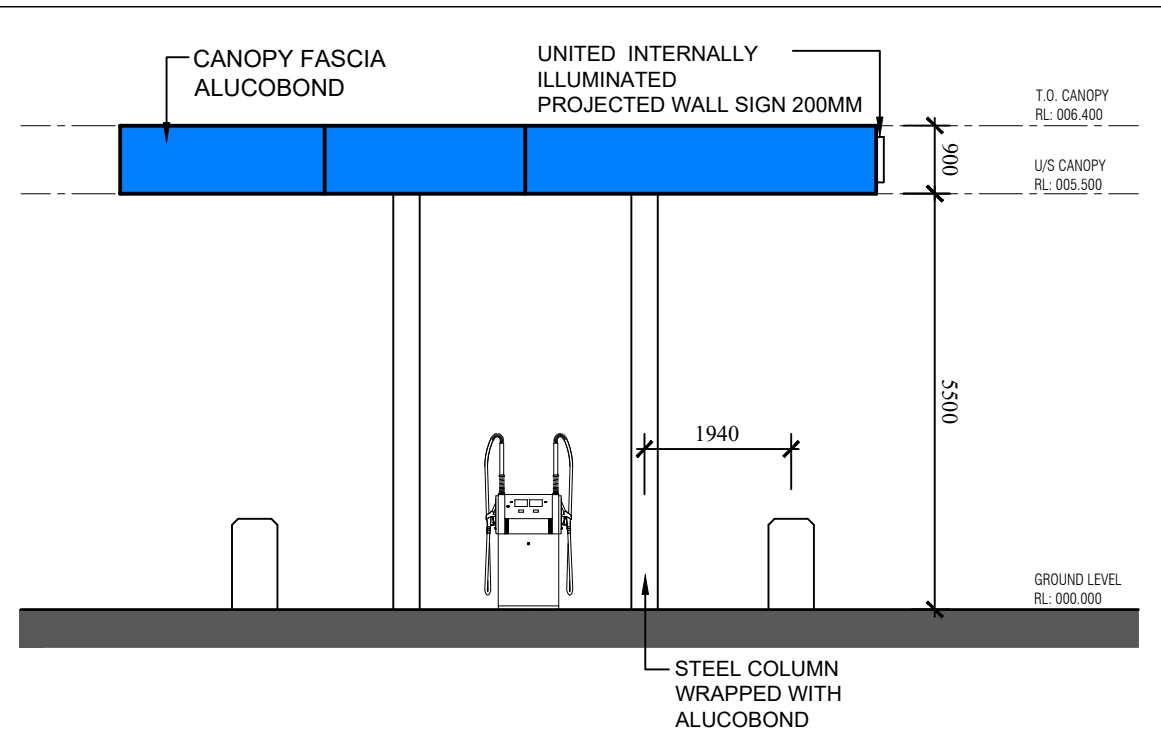 CANOPY FASCIA
ALUCOBOND
UNITED INTERNALLY
ILLUMINATED
PROJECTED WALL SIGN 200MM
T.O. CANOPY
RL: 006.400
900
U/S CANOPY
RL: 005.500
5500
1940
GROUND LEVEL
RL: 000.000
STEEL COLUMN
WRAPPED WITH
ALUCOBOND